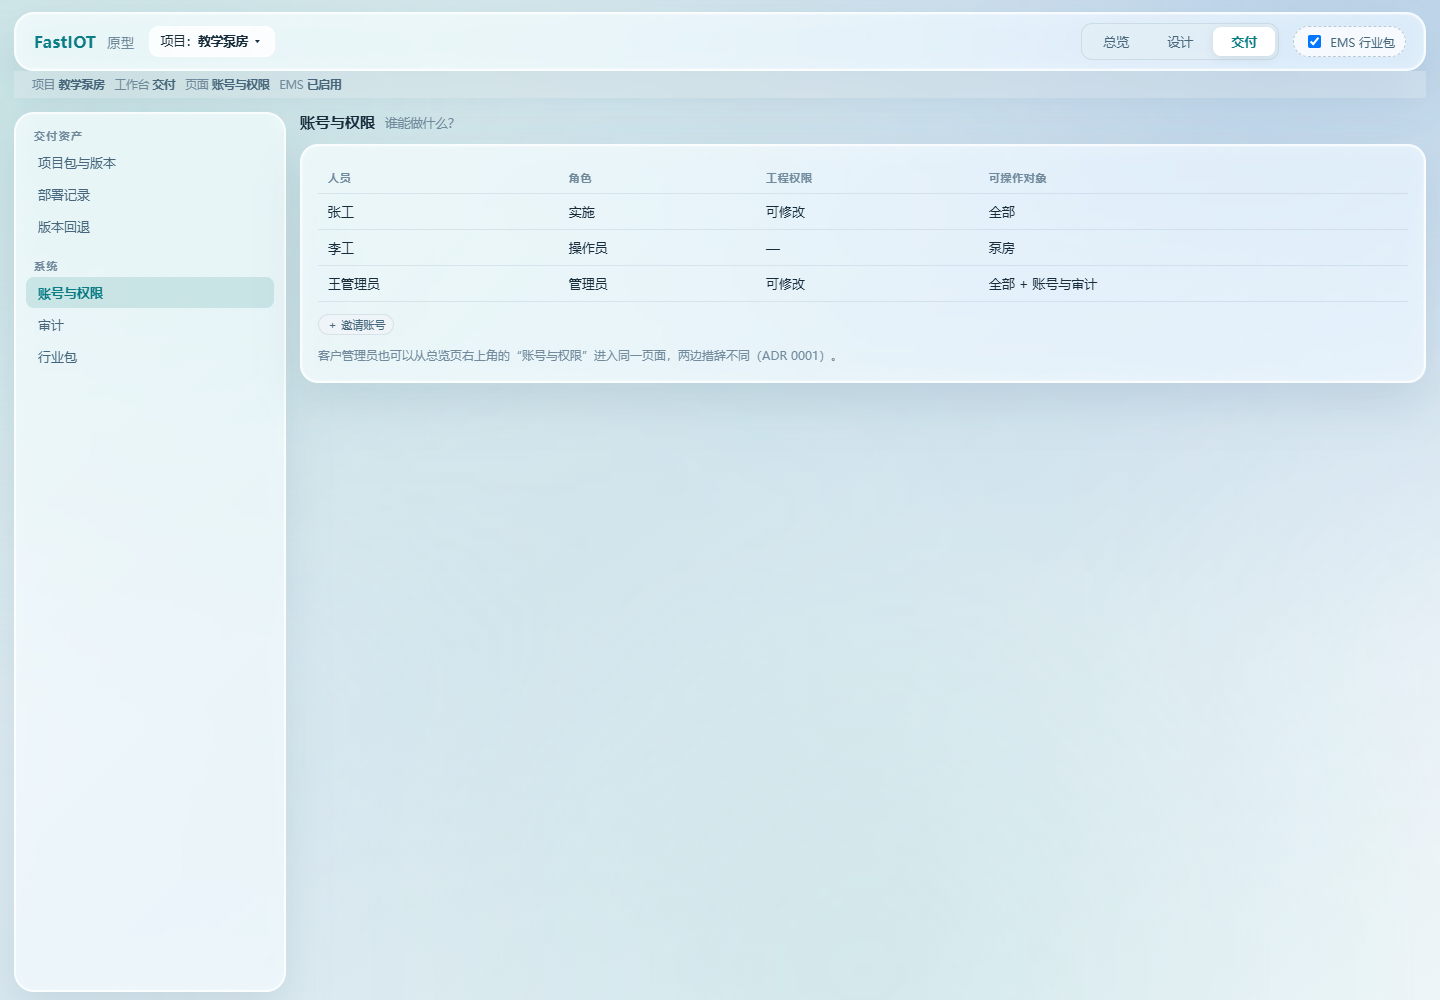 FastIOT 原型 项目：教学泵房 ▾ 总览 设计 交付 EMS 行业包
项目 教学泵房 工作台 交付 页面 账号与权限 EMS 已启用
交付资产
项目包与版本
部署记录
版本回退
系统
账号与权限
审计
行业包
账号与权限 谁能做什么？
人员 角色 工程权限 可操作对象
张工 实施 可修改 全部
李工 操作员 — 泵房
王管理员 管理员 可修改 全部 + 账号与审计
+ 邀请账号
客户管理员也可以从总览页右上角的“账号与权限”进入同一页面，两边措辞不同（ADR 0001）。